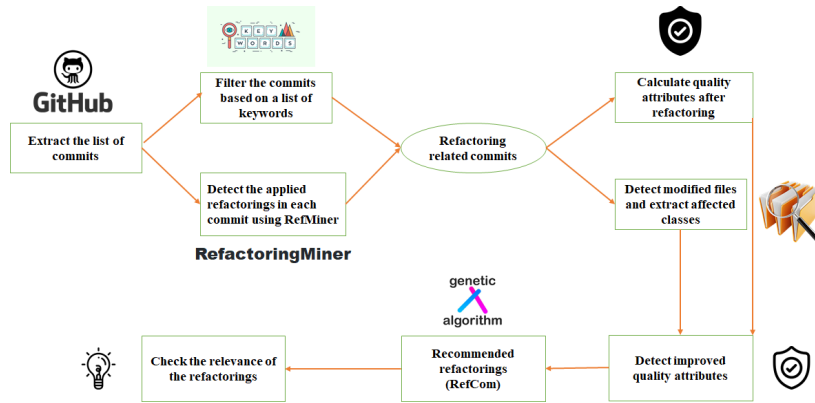 KEY
WORDS
GitHub
Extract the list of
commits
Filter the commits
based on a list of
keywords
Detect the applied
refactorings in each
commit using RefMiner
RefactoringMiner
Refactoring
related commits
Calculate quality
attributes after
refactoring
Detect modified files
and extract affected
classes
genetic
algorithm
Check the relevance of
the refactorings
Recommended
refactorings
(RefCom)
Detect improved
quality attributes